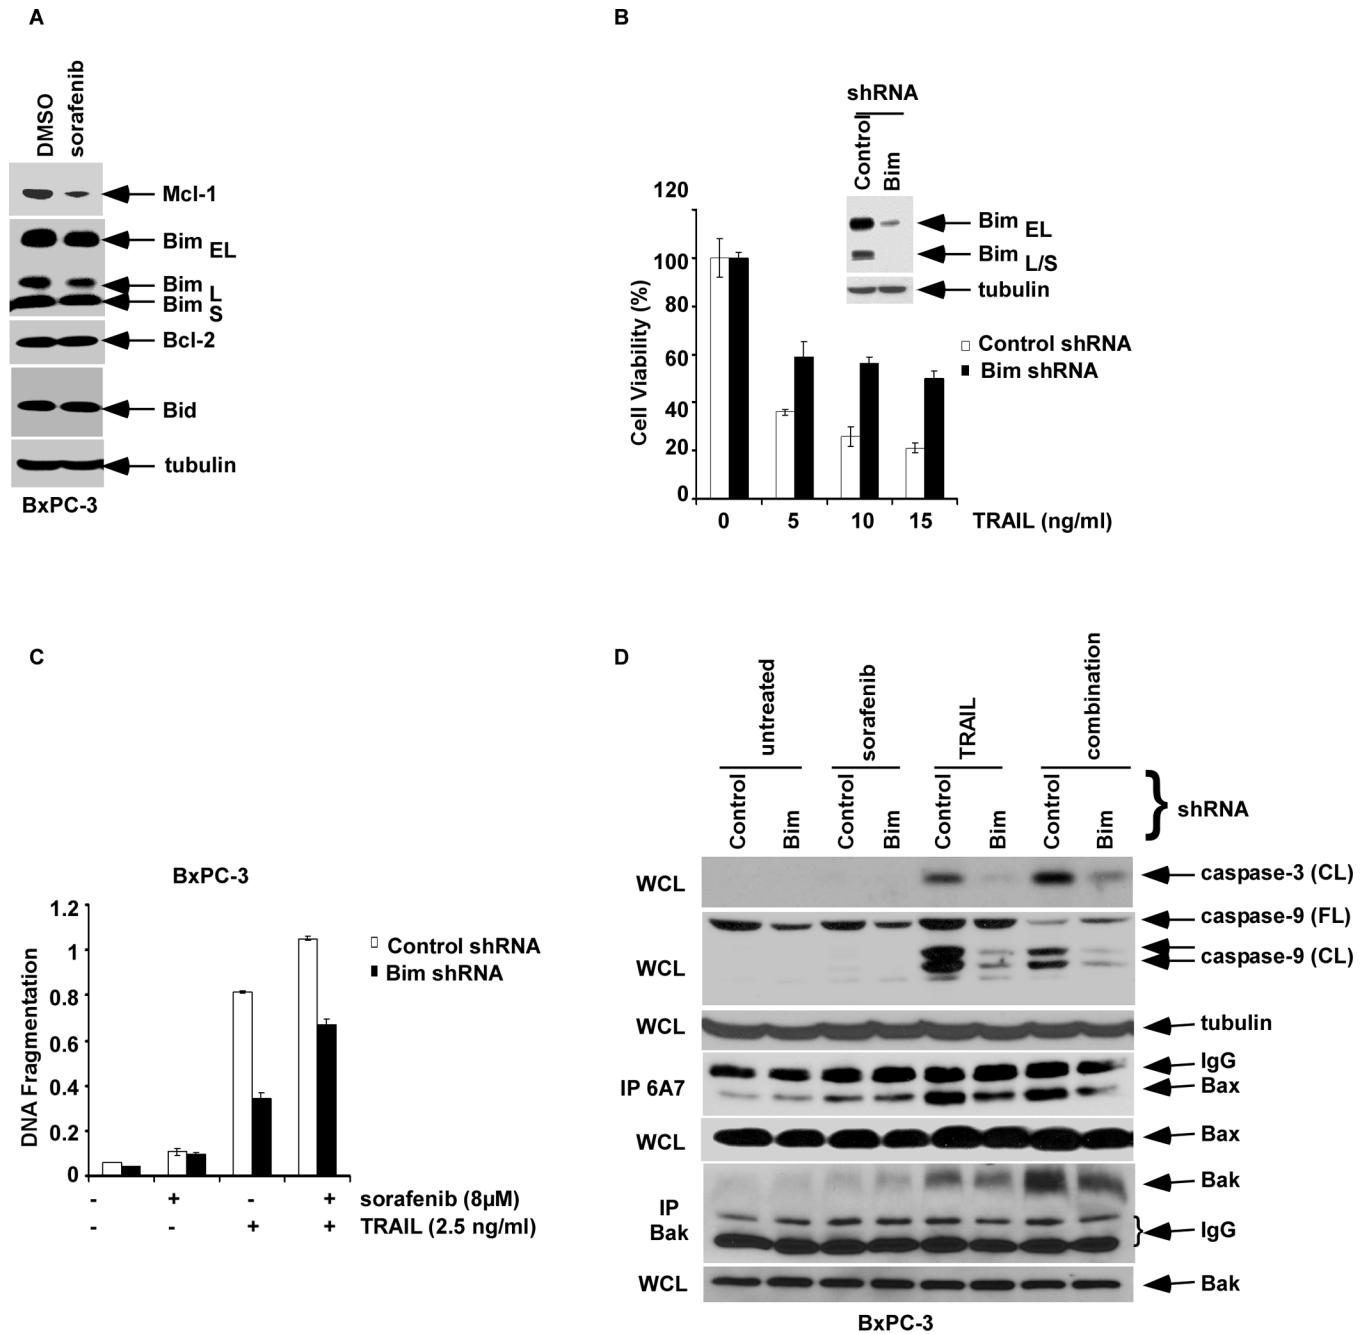 A
DMSO
sorafenib
Mcl-1
Bim EL
Bim L
Bim S
Bcl-2
Bid
tubulin
BxPC-3
B
shRNA
Control
Bim
Bim EL
Bim L/S
tubulin
Control shRNA
Bim shRNA
Cell Viability (%)
120
100
80
60
40
20
0
0 5 10 15 TRAIL (ng/ml)
C
BxPC-3
Control shRNA
Bim shRNA
DNA Fragmentation
1.2
1
0.8
0.6
0.4
0.2
0
- + - + sorafenib (8µM)
- - + + TRAIL (2.5 ng/ml)
D
untreated
sorafenib
TRAIL
combination
Control
Bim
Control
Bim
Control
Bim
Control
Bim
} shRNA
WCL caspase-3 (CL)
caspase-9 (FL)
WCL caspase-9 (CL)
WCL tubulin
IgG
IP 6A7 Bax
WCL Bax
Bak
IP
Bak } IgG
WCL Bak
BxPC-3